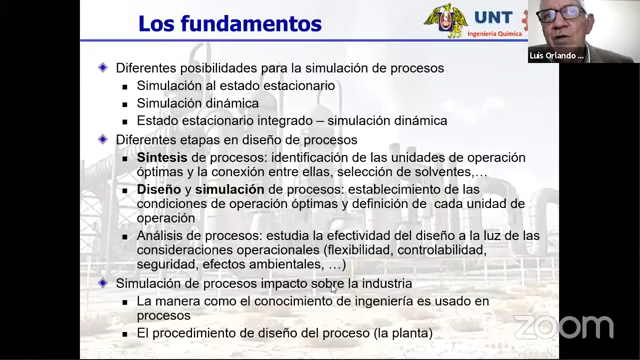 Los fundamentos
UNT
Ingeniería Química
Luis Orlando ...
Diferentes posibilidades para la simulación de procesos
Simulación al estado estacionario
Simulación dinámica
Estado estacionario integrado – simulación dinámica
Diferentes etapas en diseño de procesos
Síntesis de procesos: identificación de las unidades de operación
óptimas y la conexión entre ellas, selección de solventes,…
Diseño y simulación de procesos: establecimiento de las
condiciones de operación óptimas y definición de cada unidad de
operación
Análisis de procesos: estudia la efectividad del diseño a la luz de las
consideraciones operacionales (flexibilidad, controlabilidad,
seguridad, efectos ambientales, …)
Simulación de procesos impacto sobre la industria
La manera como el conocimiento de ingeniería es usado en
procesos
El procedimiento de diseño del proceso (la planta)
zoom